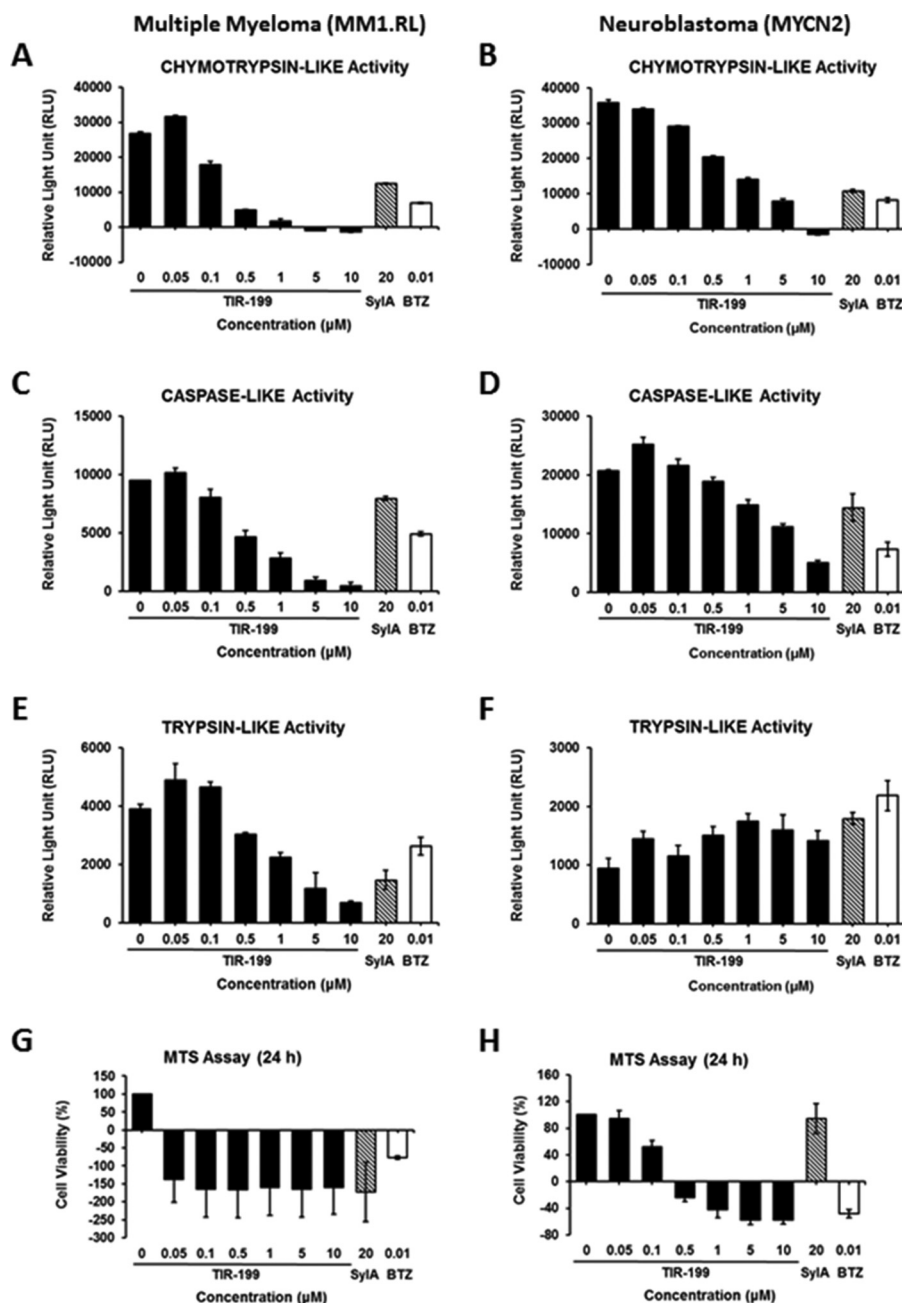 Multiple Myeloma (MM1.RL)
Neuroblastoma (MYCN2)
A
CHYMOTRYPSIN-LIKE Activity
Relative Light Unit (RLU)
40000
30000
20000
10000
0
-10000
0 0.05 0.1 0.5 1 5 10 20 0.01
TIR-199 SylA BTZ
Concentration (µM)
B
CHYMOTRYPSIN-LIKE Activity
Relative Light Unit (RLU)
40000
30000
20000
10000
0
-10000
0 0.05 0.1 0.5 1 5 10 20 0.01
TIR-199 SylA BTZ
Concentration (µM)
C
CASPASE-LIKE Activity
Relative Light Unit (RLU)
15000
10000
5000
0
0 0.05 0.1 0.5 1 5 10 20 0.01
TIR-199 SylA BTZ
Concentration (µM)
D
CASPASE-LIKE Activity
Relative Light Unit (RLU)
30000
20000
10000
0
0 0.05 0.1 0.5 1 5 10 20 0.01
TIR-199 SylA BTZ
Concentration (µM)
E
TRYPSIN-LIKE Activity
Relative Light Unit (RLU)
6000
4000
2000
0
0 0.05 0.1 0.5 1 5 10 20 0.01
TIR-199 SylA BTZ
Concentration (µM)
F
TRYPSIN-LIKE Activity
Relative Light Unit (RLU)
3000
2000
1000
0
0 0.05 0.1 0.5 1 5 10 20 0.01
TIR-199 SylA BTZ
Concentration (µM)
G
MTS Assay (24 h)
Cell Viability (%)
150
100
50
0
-50
-100
-150
-200
-250
-300
0 0.05 0.1 0.5 1 5 10 20 0.01
TIR-199 SylA BTZ
Concentration (µM)
H
MTS Assay (24 h)
Cell Viability (%)
160
120
80
40
0
-40
-80
0 0.05 0.1 0.5 1 5 10 20 0.01
TIR-199 SylA BTZ
Concentration (µM)